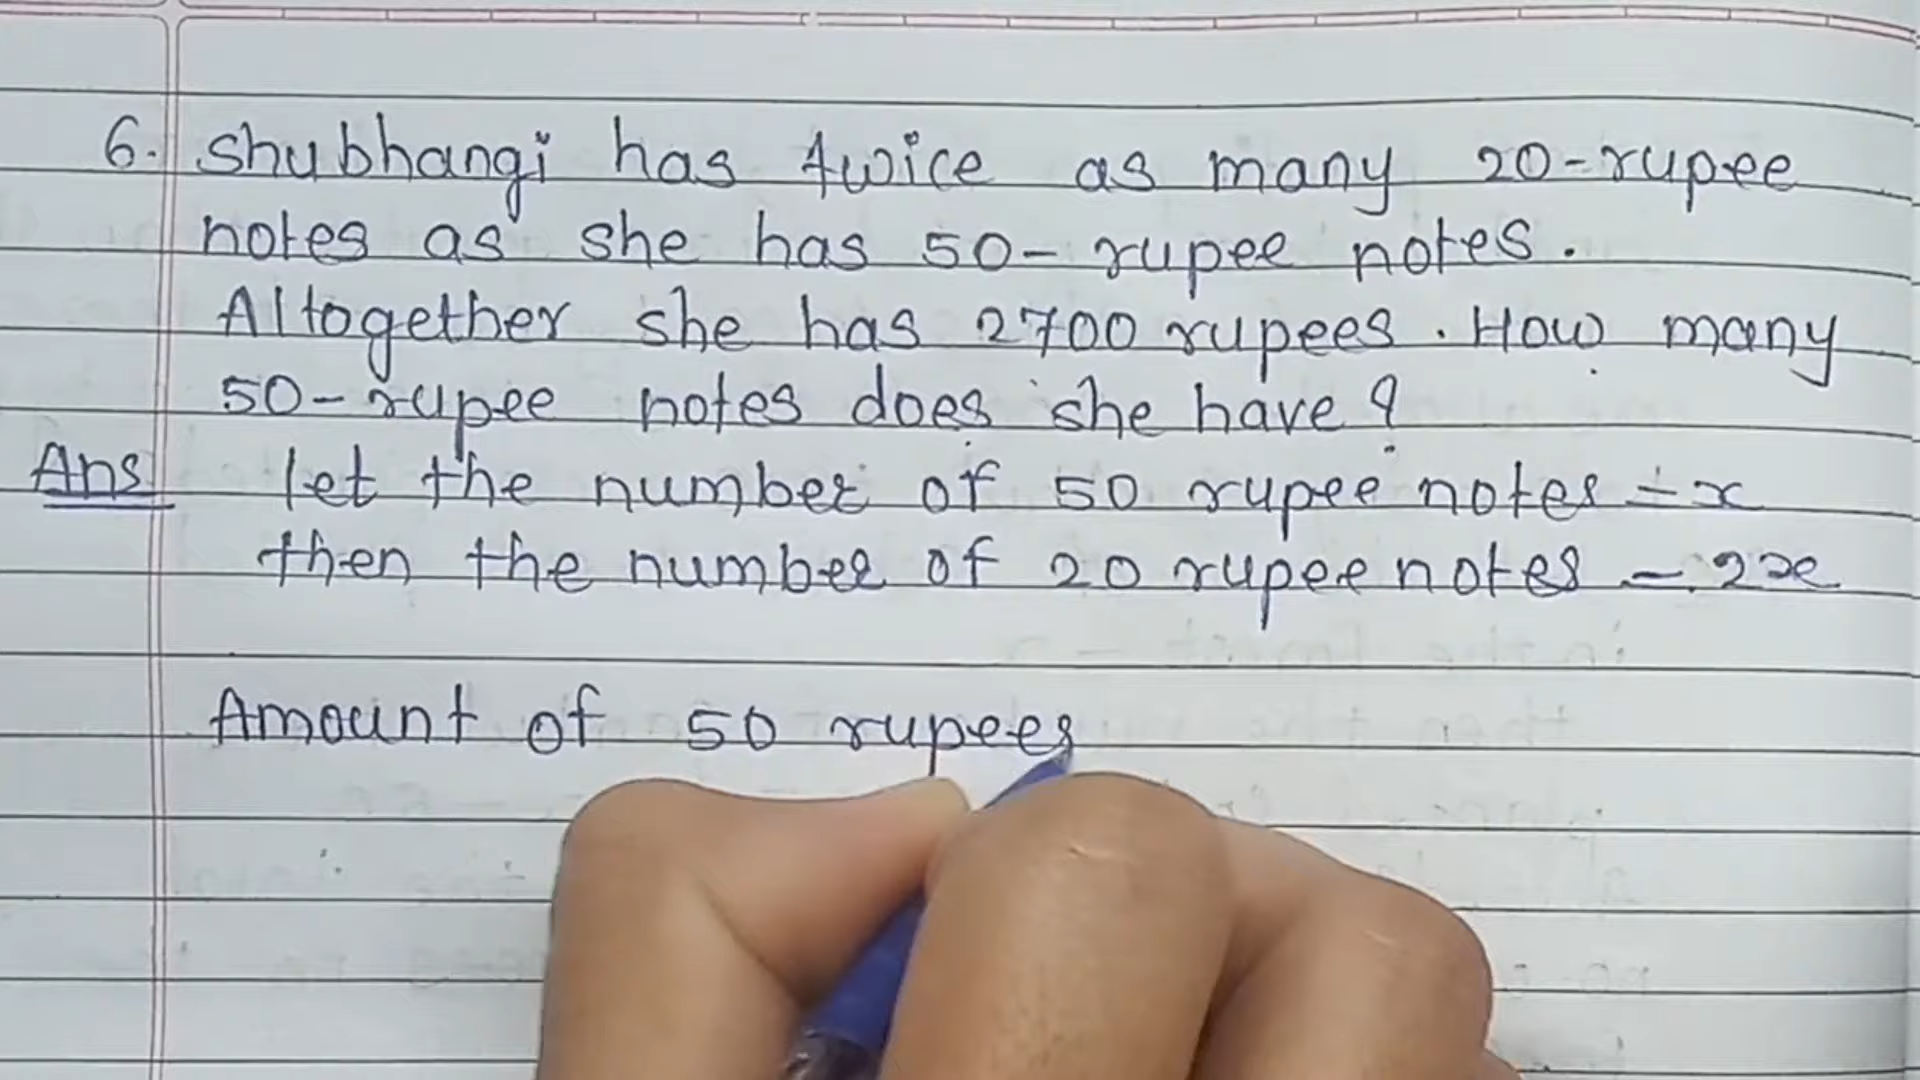 6. Shubhangi has twice as many 20-rupee
notes as she has 50-rupee notes.
Altogether she has 2700 rupees. How many
50-rupee notes does she have?
Ans let the number of 50 rupee notes = x
then the number of 20 rupee notes = 2x
Amount of 50 rupees